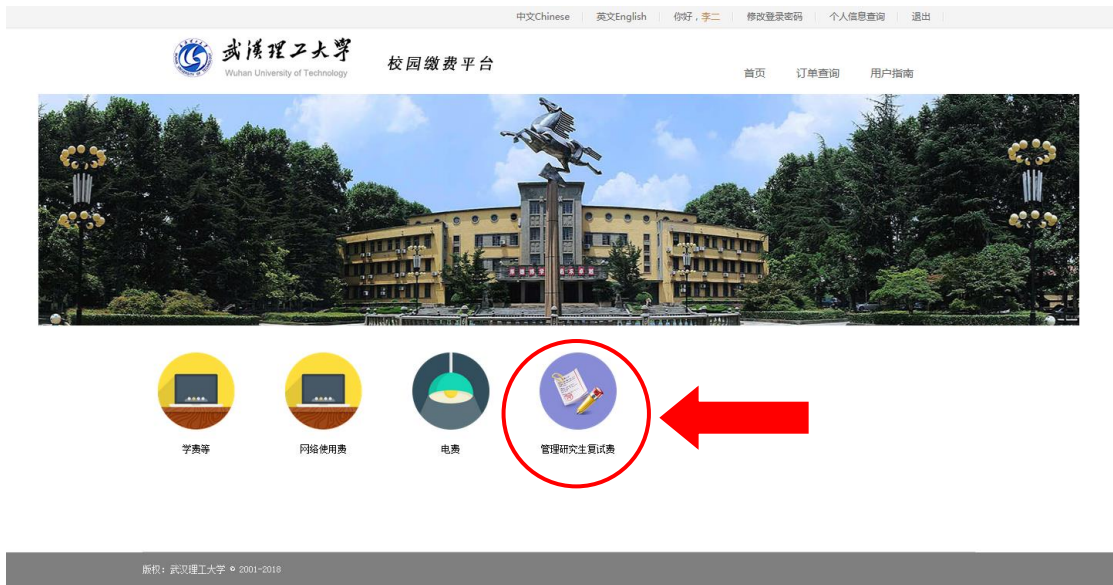 中文Chinese 英文English 你好，李二 修改登录密码 个人信息查询 退出
武漢理工大学
Wuhan University of Technology
校园缴费平台
首页 订单查询 用户指南
学费等 网络使用费 电费 管理研究生复试费
版权：武汉理工大学 © 2001-2018